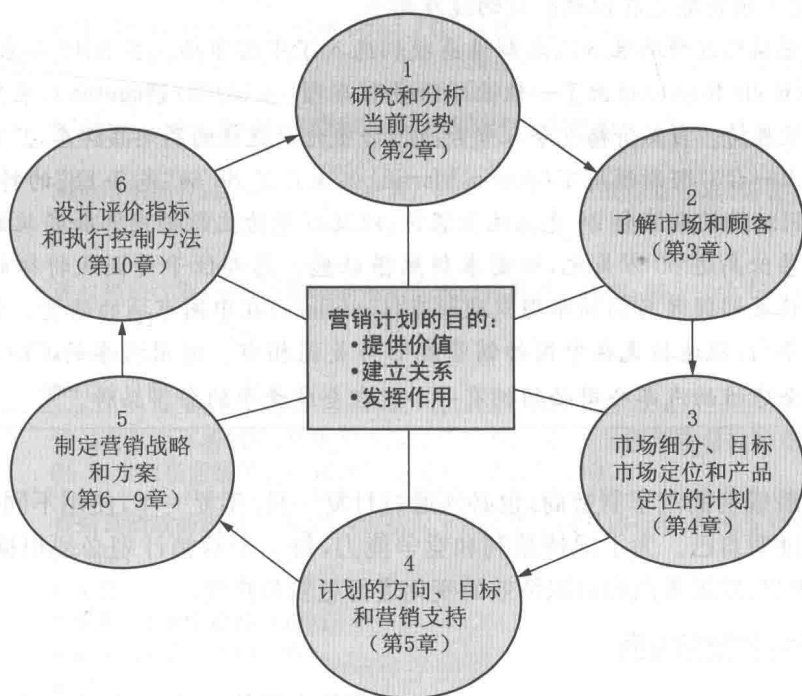 1
研究和分析
当前形势
(第2章)
2
了解市场和顾客
(第3章)
3
市场细分、目标
市场定位和产品
定位的计划
(第4章)
4
计划的方向、目标
和营销支持
(第5章)
5
制定营销战略
和方案
(第6—9章)
6
设计评价指标
和执行控制方法
(第10章)
营销计划的目的:
•提供价值
•建立关系
•发挥作用